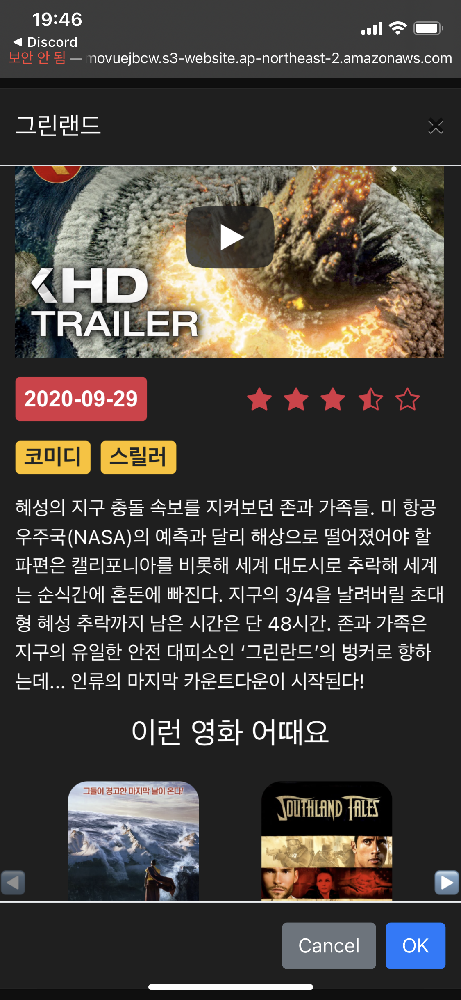 19:46
◀ Discord
보안 안 됨 — movuejbcw.s3-website.ap-northeast-2.amazonaws.com
그린랜드
KHD
TRAILER
2020-09-29
코미디 스릴러
혜성의 지구 충돌 속보를 지켜보던 존과 가족들. 미 항공
우주국(NASA)의 예측과 달리 해상으로 떨어졌어야 할
파편은 캘리포니아를 비롯해 세계 대도시로 추락해 세계
는 순식간에 혼돈에 빠진다. 지구의 3/4을 날려버릴 초대
형 혜성 추락까지 남은 시간은 단 48시간. 존과 가족은
지구의 유일한 안전 대피소인 ‘그린란드’의 벙커로 향하
는데... 인류의 마지막 카운트다운이 시작된다!
이런 영화 어때요
그들이 경고한 마지막 날이 온다!
SOUTHLAND TALES
Cancel OK